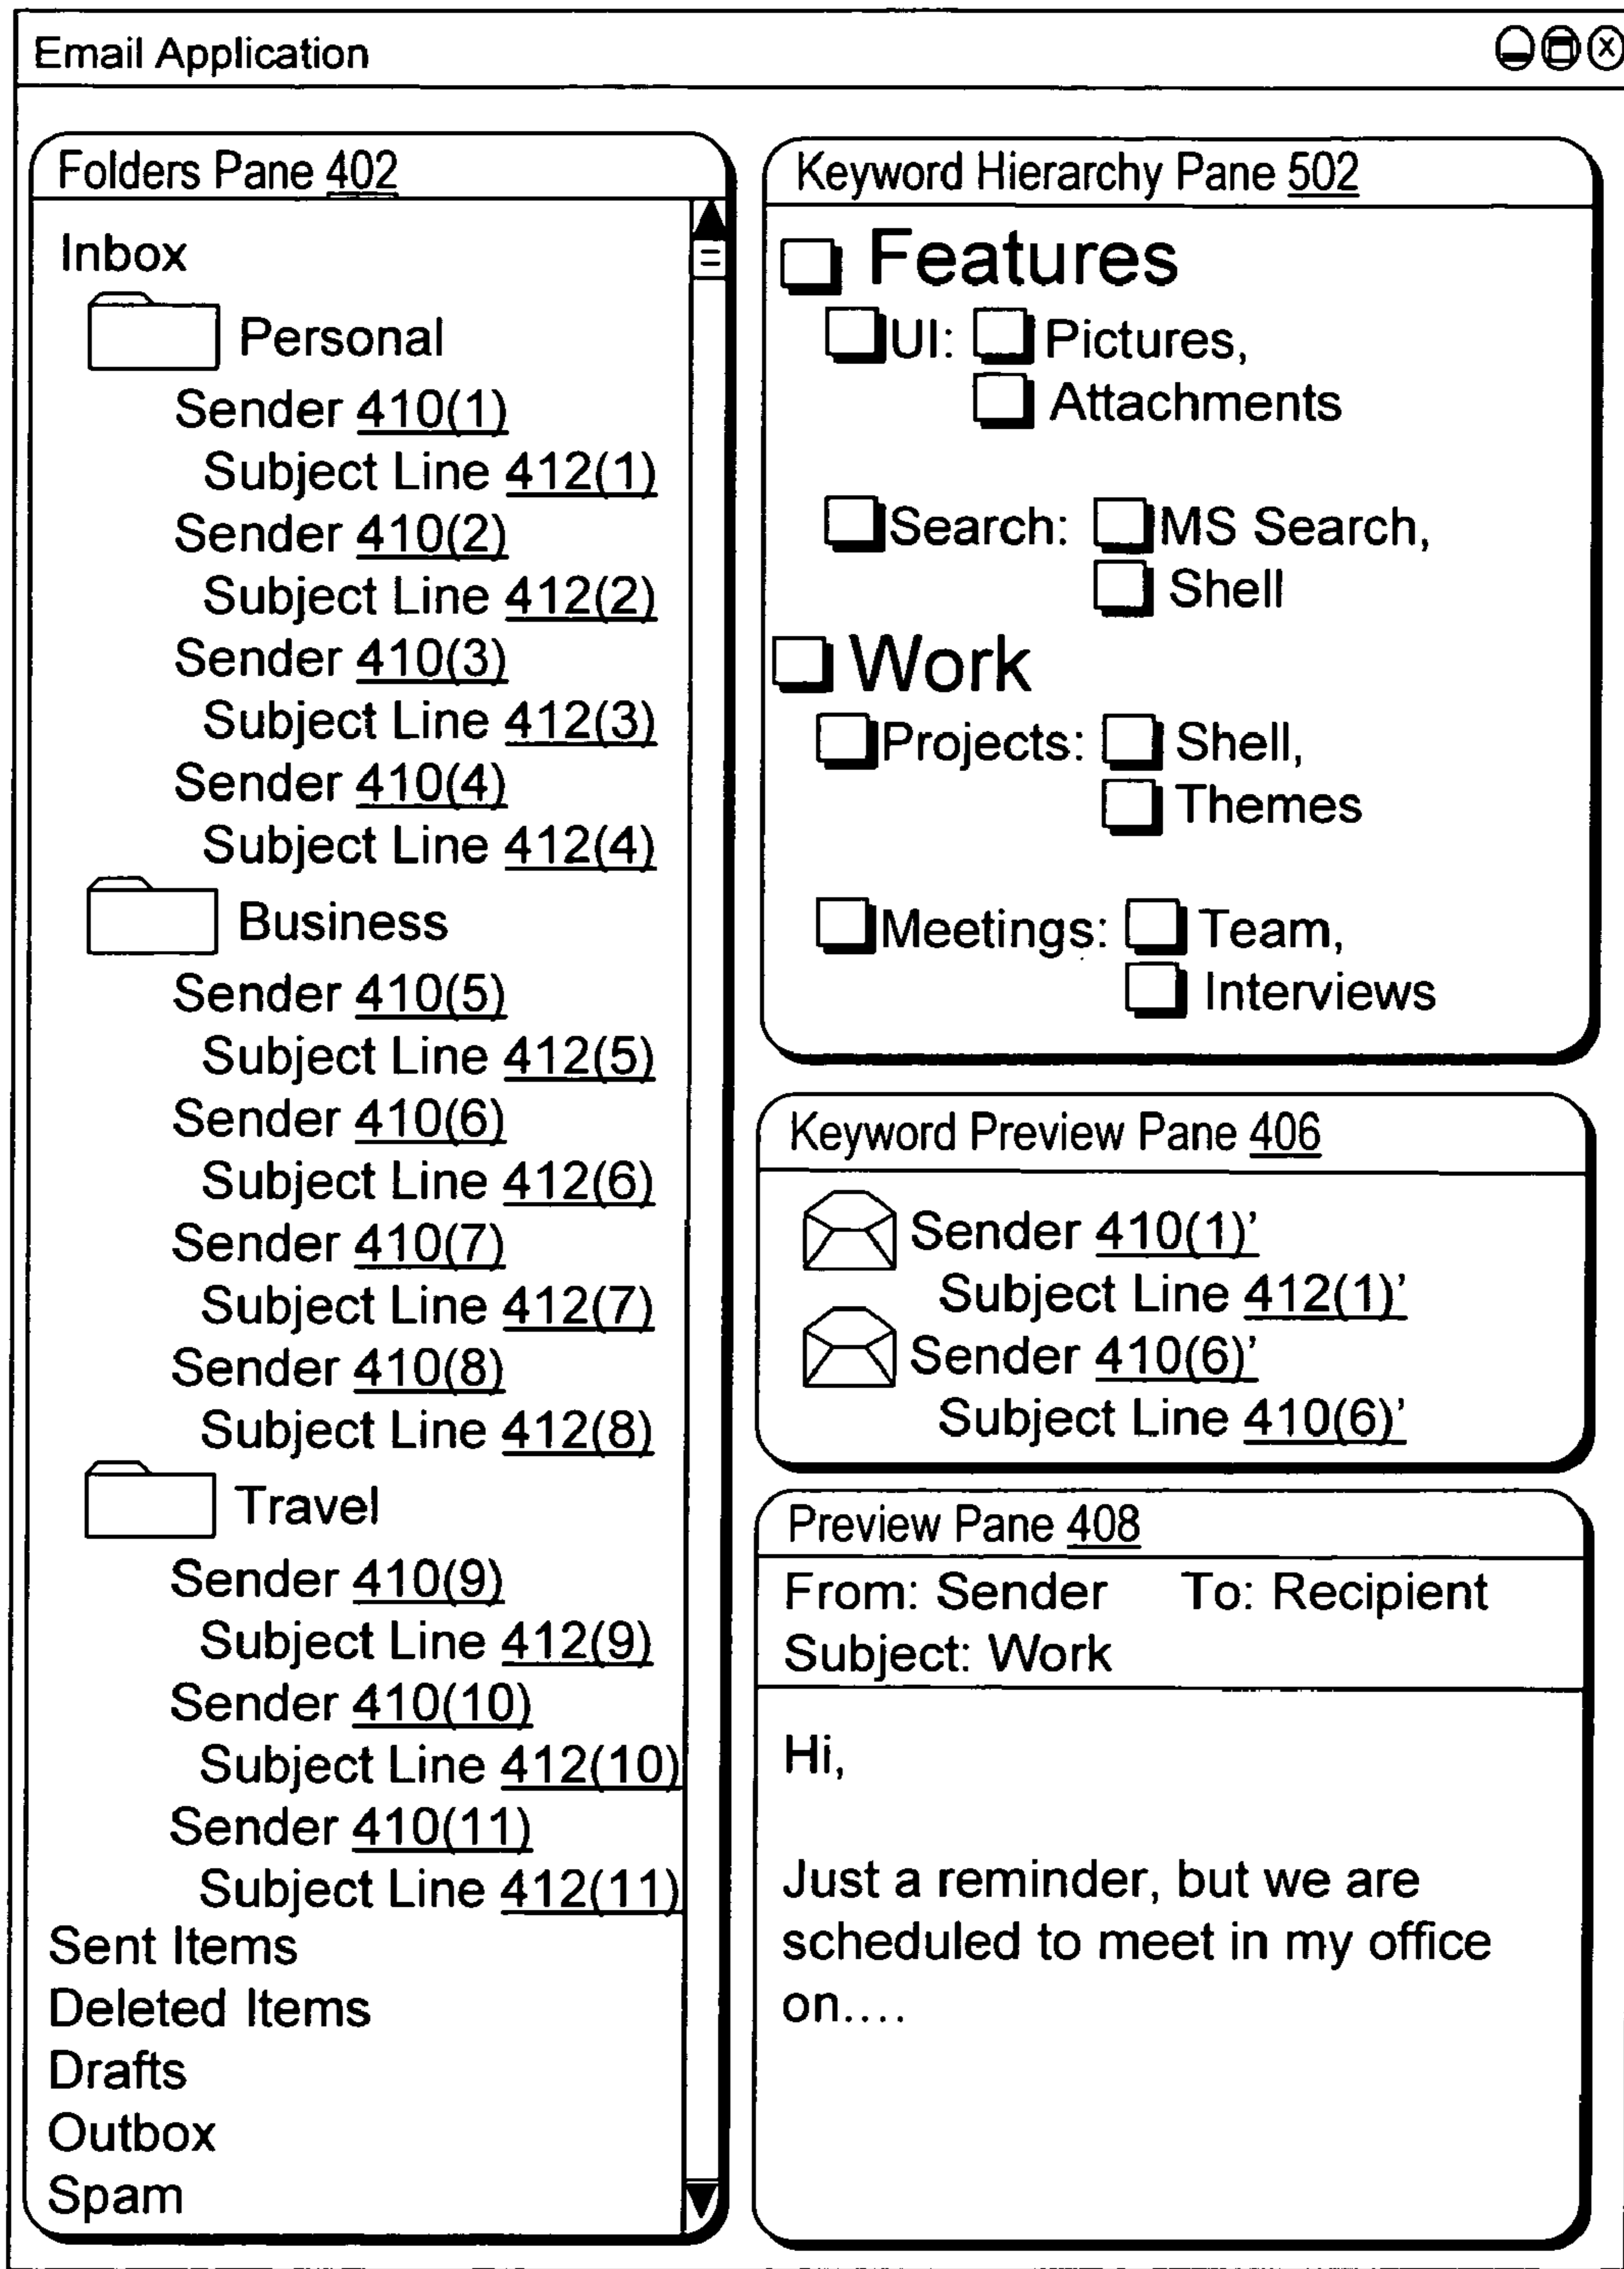 Email Application
Folders Pane 402
Inbox
Personal
Sender 410(1)
Subject Line 412(1)
Sender 410(2)
Subject Line 412(2)
Sender 410(3)
Subject Line 412(3)
Sender 410(4)
Subject Line 412(4)
Business
Sender 410(5)
Subject Line 412(5)
Sender 410(6)
Subject Line 412(6)
Sender 410(7)
Subject Line 412(7)
Sender 410(8)
Subject Line 412(8)
Travel
Sender 410(9)
Subject Line 412(9)
Sender 410(10)
Subject Line 412(10)
Sender 410(11)
Subject Line 412(11)
Sent Items
Deleted Items
Drafts
Outbox
Spam
Keyword Hierarchy Pane 502
Features
UI: Pictures,
Attachments
Search: MS Search,
Shell
Work
Projects: Shell,
Themes
Meetings: Team,
Interviews
Keyword Preview Pane 406
Sender 410(1)’
Subject Line 412(1)’
Sender 410(6)’
Subject Line 410(6)’
Preview Pane 408
From: Sender To: Recipient
Subject: Work
Hi,
Just a reminder, but we are
scheduled to meet in my office
on....